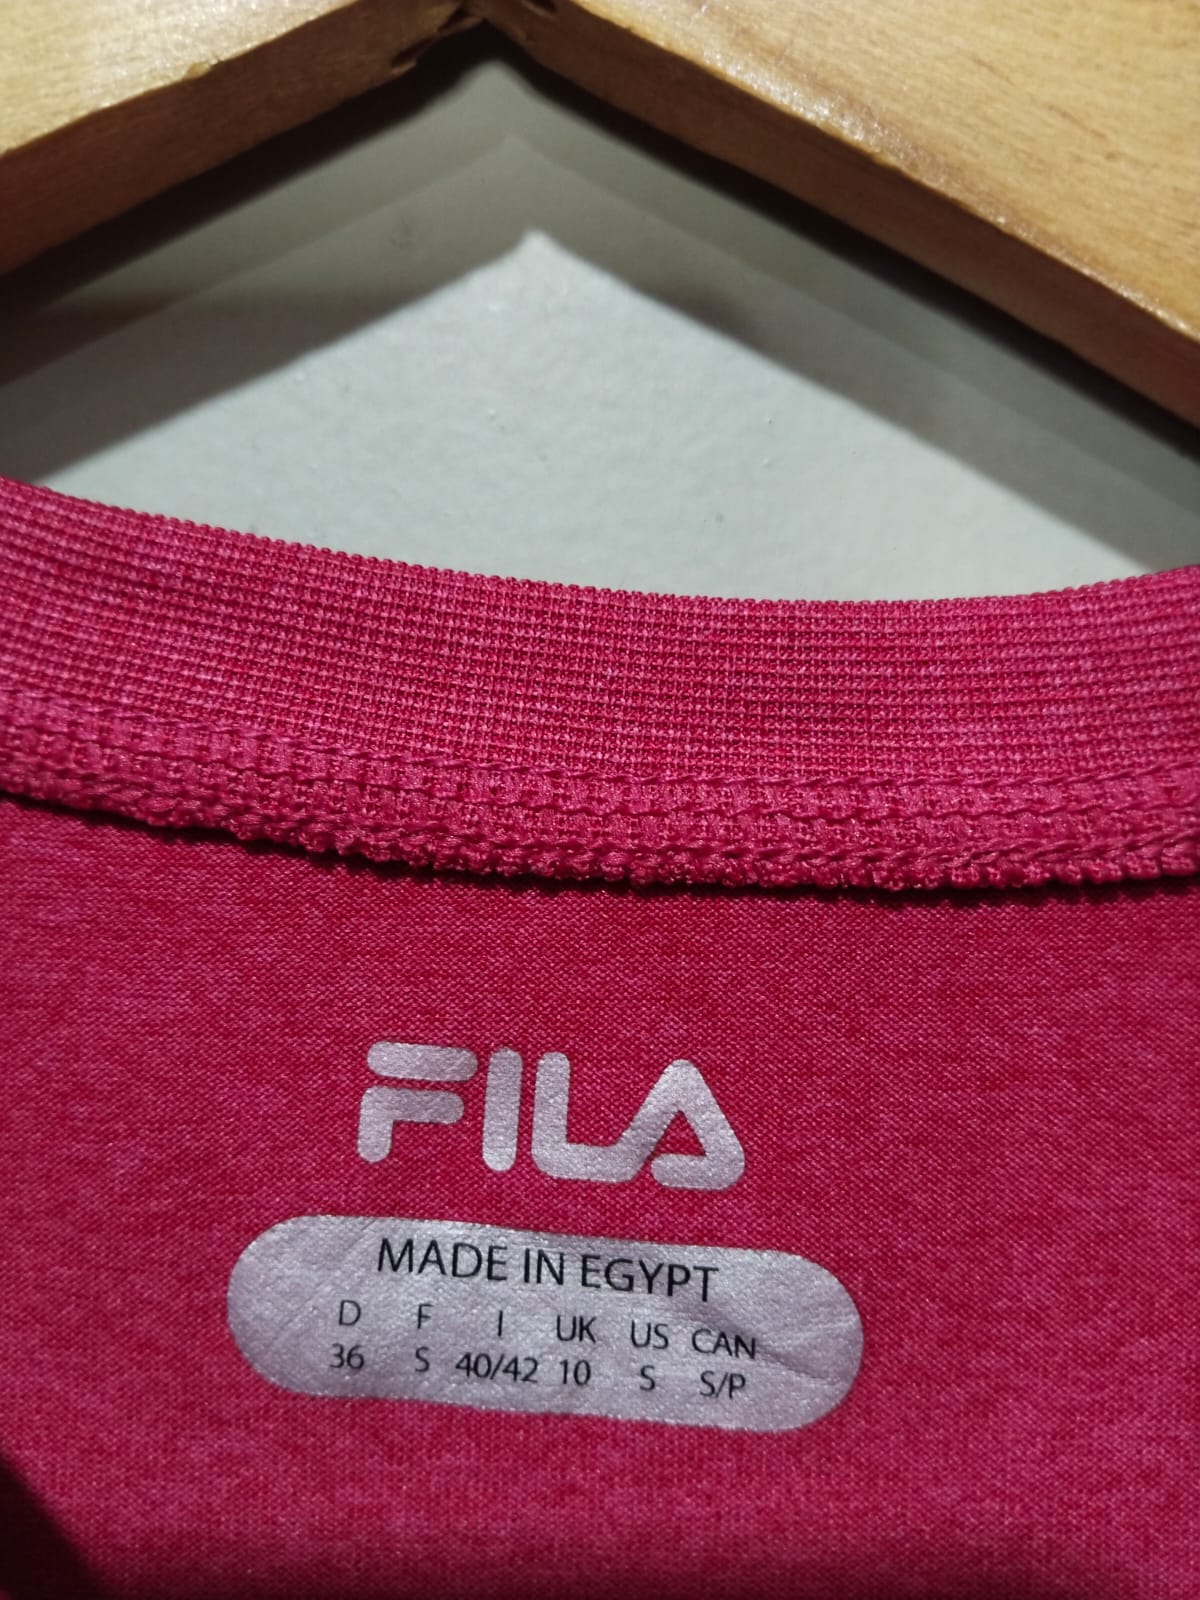 FILA
MADE IN EGYPT
D F I UK US CAN
36 S 40/42 10 S S/P